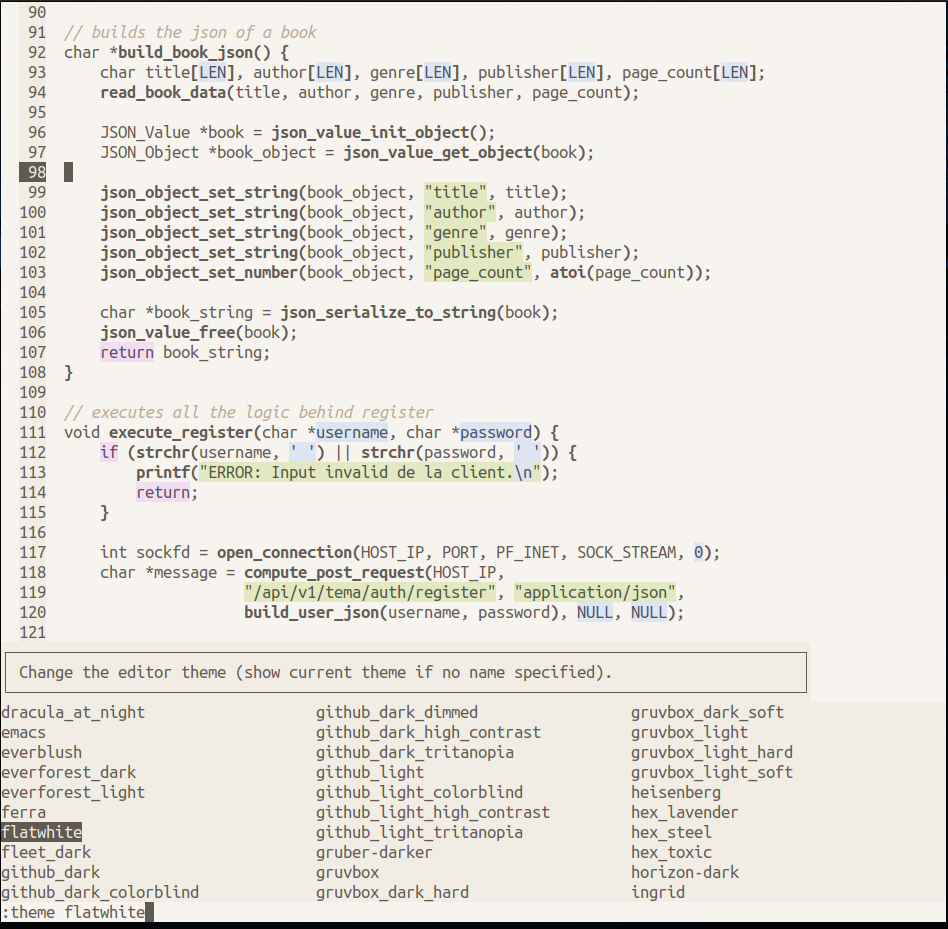 90
91 // builds the json of a book
92 char *build_book_json() {
93     char title[LEN], author[LEN], genre[LEN], publisher[LEN], page_count[LEN];
94     read_book_data(title, author, genre, publisher, page_count);
95
96     JSON_Value *book = json_value_init_object();
97     JSON_Object *book_object = json_value_get_object(book);
98
99     json_object_set_string(book_object, "title", title);
100     json_object_set_string(book_object, "author", author);
101     json_object_set_string(book_object, "genre", genre);
102     json_object_set_string(book_object, "publisher", publisher);
103     json_object_set_number(book_object, "page_count", atoi(page_count));
104
105     char *book_string = json_serialize_to_string(book);
106     json_value_free(book);
107     return book_string;
108 }
109
110 // executes all the logic behind register
111 void execute_register(char *username, char *password) {
112     if (strchr(username, ' ') || strchr(password, ' ')) {
113         printf("ERROR: Input invalid de la client.\n");
114         return;
115     }
116
117     int sockfd = open_connection(HOST_IP, PORT, PF_INET, SOCK_STREAM, 0);
118     char *message = compute_post_request(HOST_IP,
119                     "/api/v1/tema/auth/register", "application/json",
120                     build_user_json(username, password), NULL, NULL);
121
Change the editor theme (show current theme if no name specified).
dracula_at_night github_dark_dimmed gruvbox_dark_soft
emacs github_dark_high_contrast gruvbox_light
everblush github_dark_tritanopia gruvbox_light_hard
everforest_dark github_light gruvbox_light_soft
everforest_light github_light_colorblind heisenberg
ferra github_light_high_contrast hex_lavender
flatwhite github_light_tritanopia hex_steel
fleet_dark gruber-darker hex_toxic
github_dark gruvbox horizon-dark
github_dark_colorblind gruvbox_dark_hard ingrid
:theme flatwhite